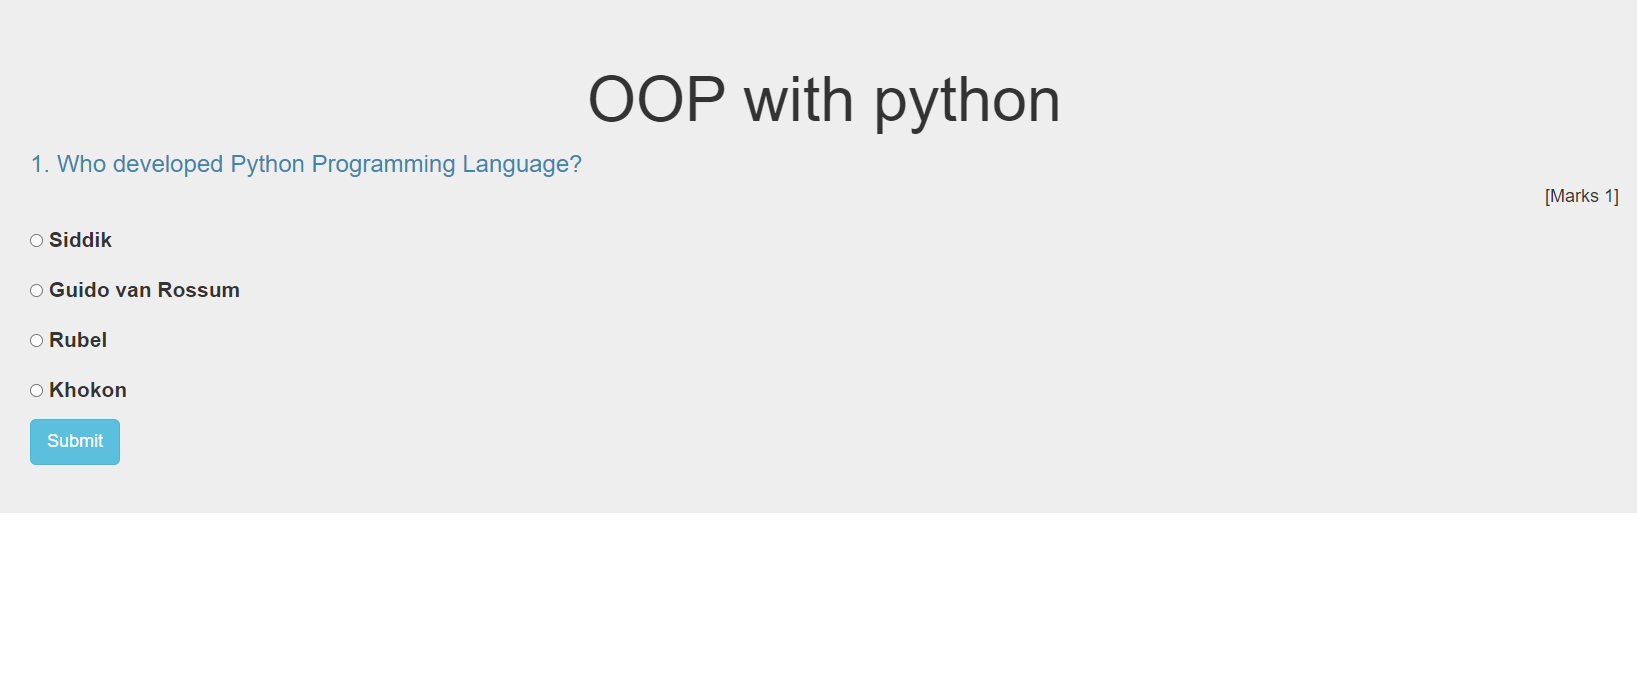 OOP with python
1. Who developed Python Programming Language?
[Marks 1]
Siddik
Guido van Rossum
Rubel
Khokon
Submit